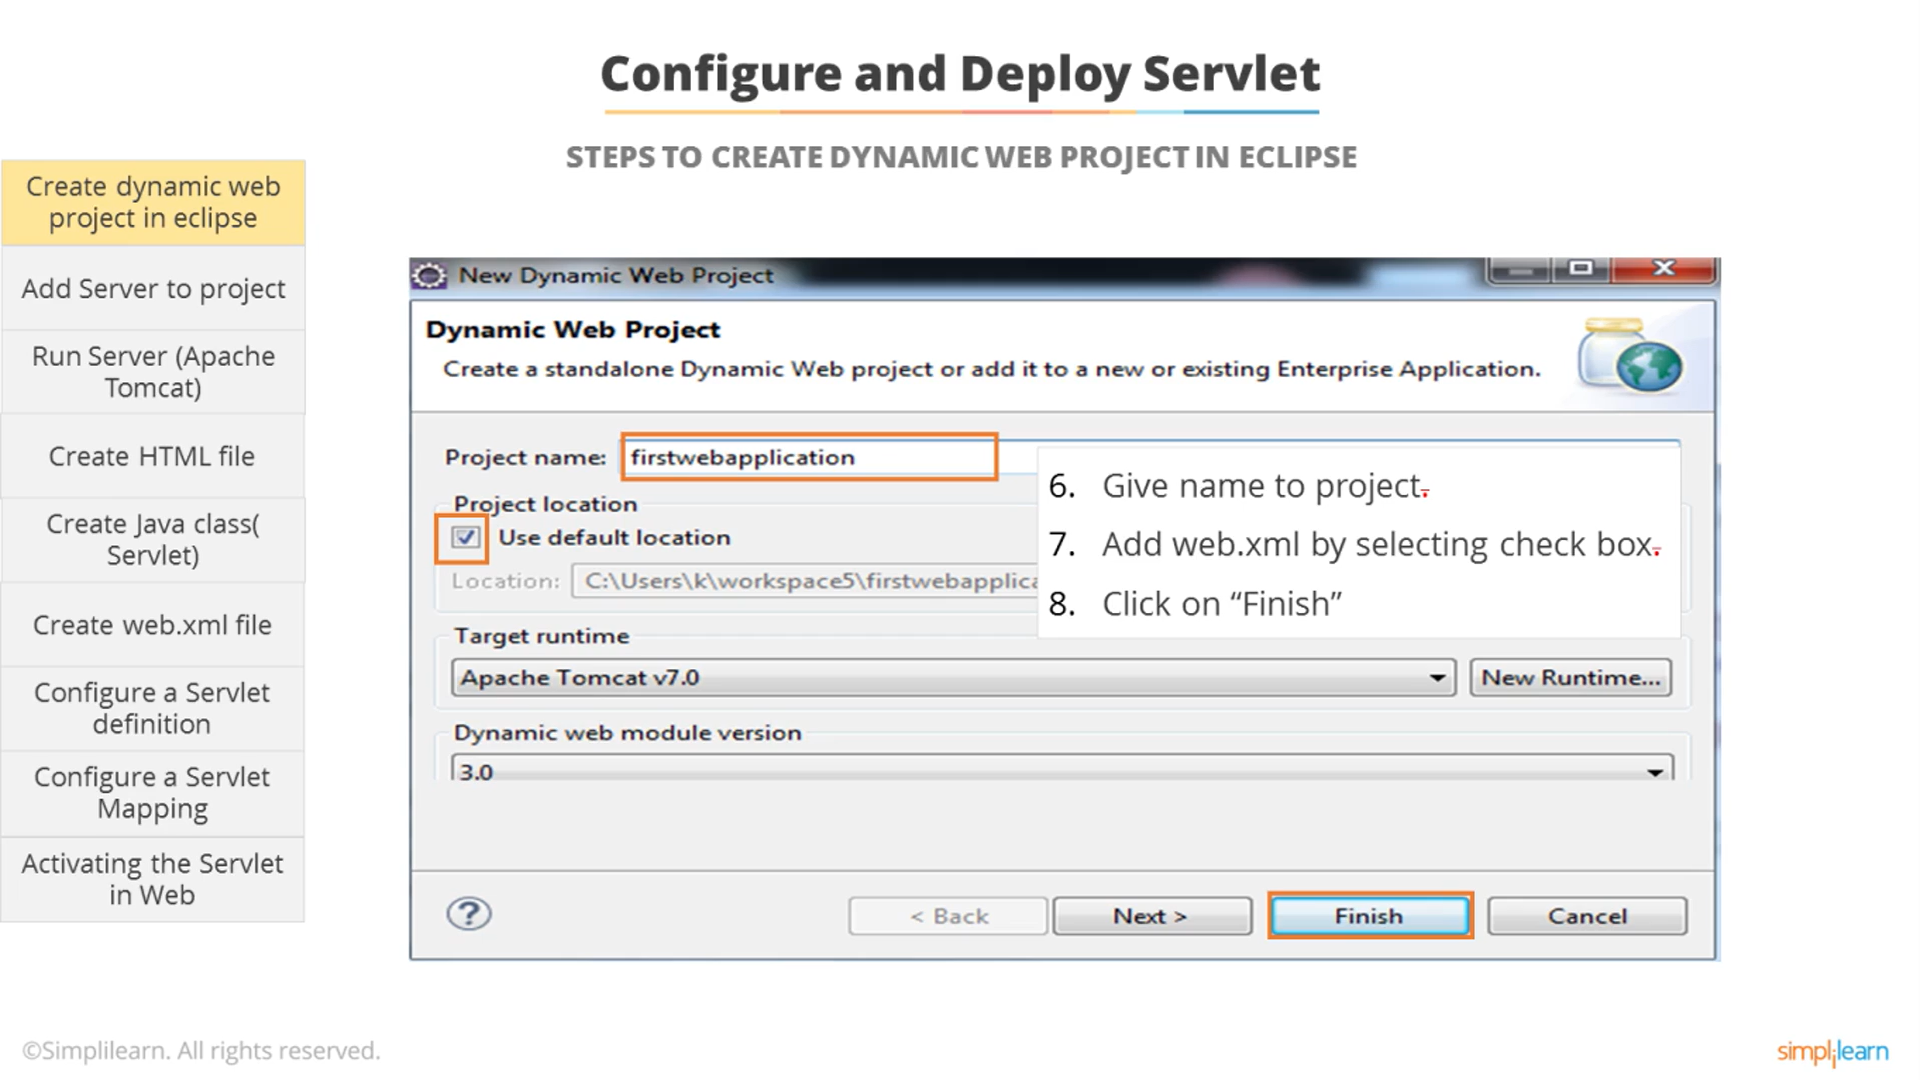 Configure and Deploy Servlet
STEPS TO CREATE DYNAMIC WEB PROJECT IN ECLIPSE
Create dynamic web
project in eclipse
Add Server to project
Run Server (Apache
Tomcat)
Create HTML file
Create Java class(
Servlet)
Create web.xml file
Configure a Servlet
definition
Configure a Servlet
Mapping
Activating the Servlet
in Web
New Dynamic Web Project
Dynamic Web Project
Create a standalone Dynamic Web project or add it to a new or existing Enterprise Application.
Project name: firstwebapplication
Project location
Use default location
Location: C:\Users\k\workspace5\firstwebapplica
6. Give name to project.
7. Add web.xml by selecting check box.
8. Click on “Finish”
Target runtime
Apache Tomcat v7.0
New Runtime...
Dynamic web module version
3.0
?
< Back
Next >
Finish
Cancel
©Simplilearn. All rights reserved.
simplilearn